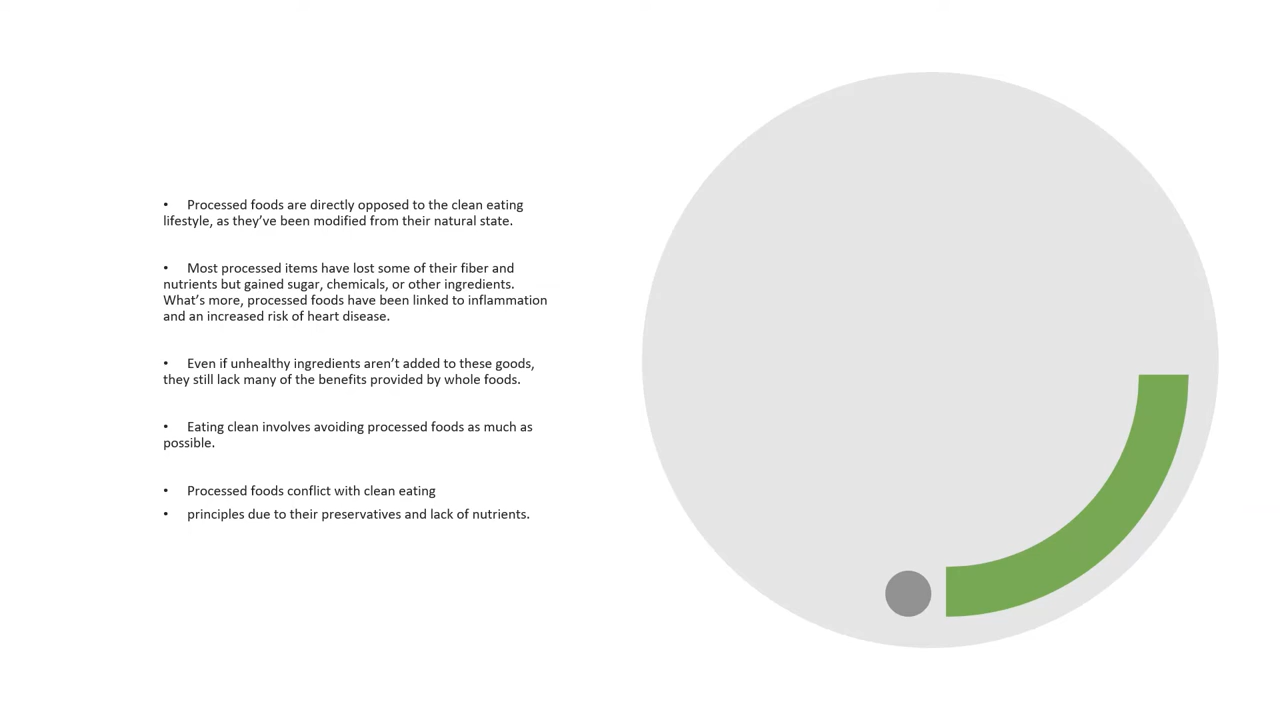 • Processed foods are directly opposed to the clean eating
lifestyle, as they’ve been modified from their natural state.
• Most processed items have lost some of their fiber and
nutrients but gained sugar, chemicals, or other ingredients.
What’s more, processed foods have been linked to inflammation
and an increased risk of heart disease.
• Even if unhealthy ingredients aren’t added to these goods,
they still lack many of the benefits provided by whole foods.
• Eating clean involves avoiding processed foods as much as
possible.
• Processed foods conflict with clean eating
• principles due to their preservatives and lack of nutrients.